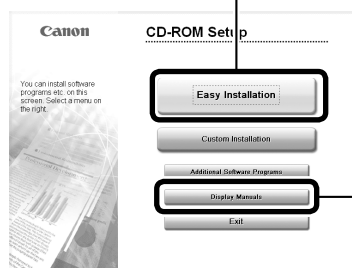 Canon
CD-ROM Setup
You can install software
programs etc. on this
screen. Select a menu on
the right.
Easy Installation
Custom Installation
Additional Software Programs
Display Manuals
Exit